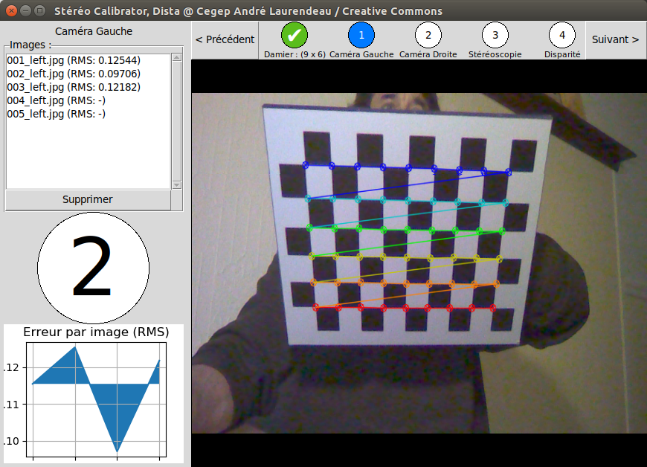 Stéréo Calibrator, Dista @ Cegep André Laurendeau / Creative Commons
Caméra Gauche
Images :
001_left.jpg (RMS: 0.12544)
002_left.jpg (RMS: 0.09706)
003_left.jpg (RMS: 0.12182)
004_left.jpg (RMS: -)
005_left.jpg (RMS: -)
Supprimer
2
Erreur par image (RMS)
.12
.11
.10
< Précédent
✔ 1 2 3 4
Damier : (9 x 6) Caméra Gauche Caméra Droite Stéréoscopie Disparité
Suivant >